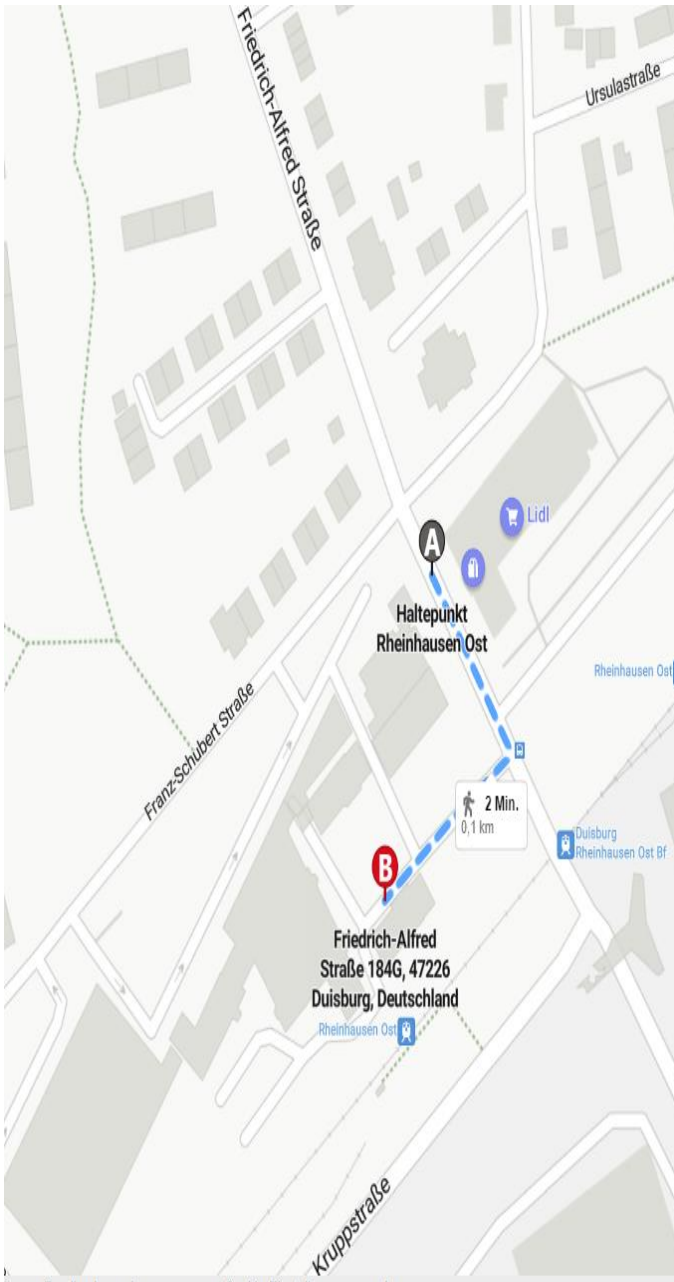 Friedrich-Alfred Straße
Ursulastraße
Lidl
A
Haltepunkt
Rheinhausen Ost
Rheinhausen Ost
Franz-Schubert Straße
2 Min.
0,1 km
Duisburg
Rheinhausen Ost Bf
B
Friedrich-Alfred
Straße 184G, 47226
Duisburg, Deutschland
Rheinhausen Ost
Kruppstraße